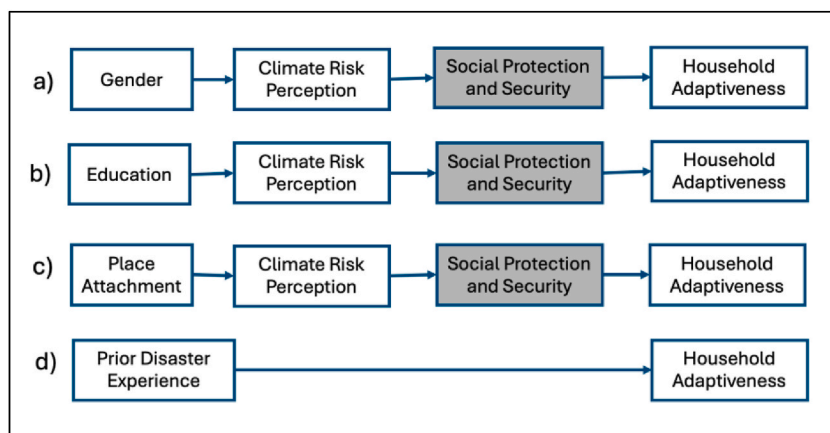 a)
Gender
Climate Risk
Perception
Social Protection
and Security
Household
Adaptiveness
b)
Education
Climate Risk
Perception
Social Protection
and Security
Household
Adaptiveness
c)
Place
Attachment
Climate Risk
Perception
Social Protection
and Security
Household
Adaptiveness
d)
Prior Disaster
Experience
Household
Adaptiveness